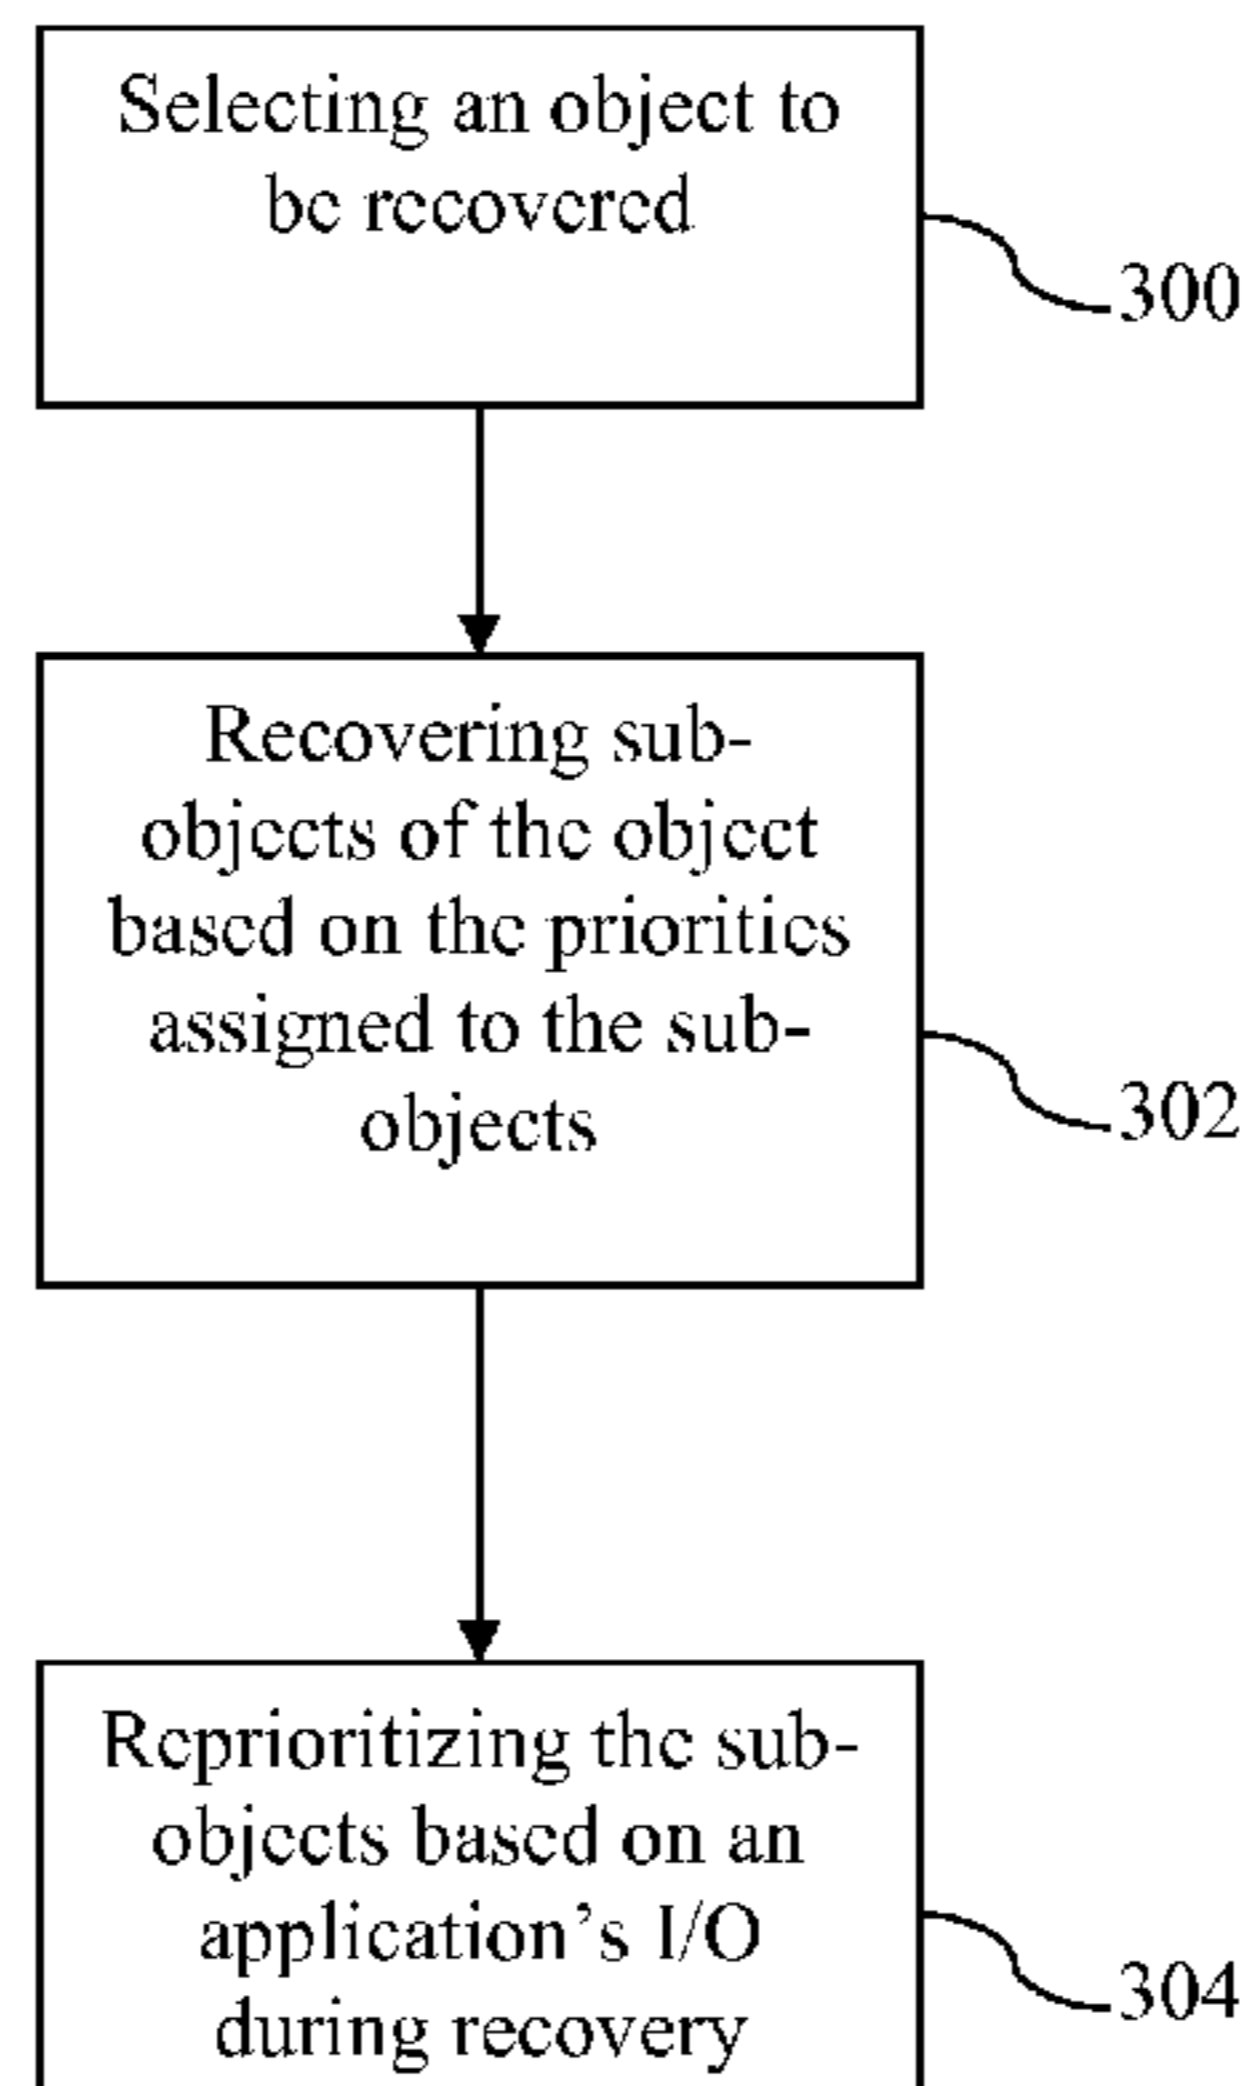 Selecting an object to
be recovered
300
Recovering sub-
objects of the object
based on the priorities
assigned to the sub-
objects
302
Reprioritizing the sub-
objects based on an
application’s I/O
during recovery
304